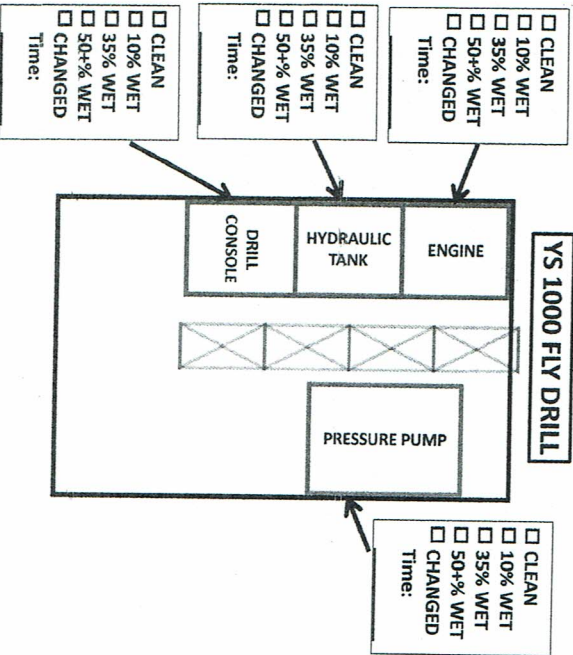 YS 1000 FLY DRILL
☐ CLEAN
☐ 10% WET
☐ 35% WET
☐ 50+% WET
☐ CHANGED
Time:
☐ CLEAN
☐ 10% WET
☐ 35% WET
☐ 50+% WET
☐ CHANGED
Time:
☐ CLEAN
☐ 10% WET
☐ 35% WET
☐ 50+% WET
☐ CHANGED
Time:
ENGINE
HYDRAULIC
TANK
DRILL
CONSOLE
PRESSURE PUMP
☐ CLEAN
☐ 10% WET
☐ 35% WET
☐ 50+% WET
☐ CHANGED
Time: